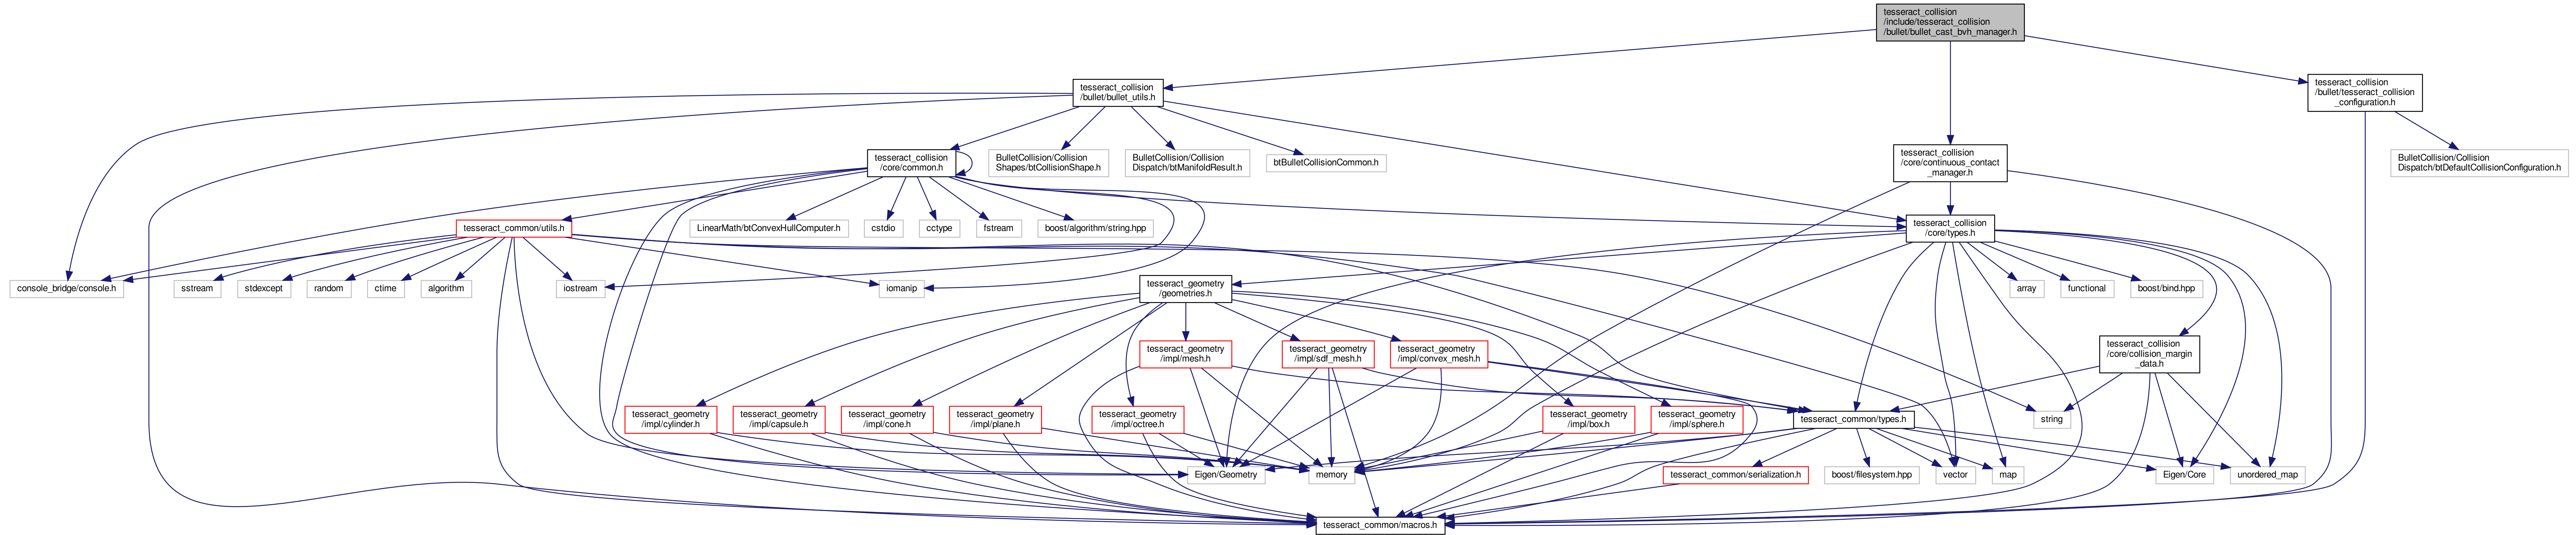 tesseract_collision
/include/tesseract_collision
/bullet/bullet_cast_bvh_manager.h
tesseract_collision
/bullet/bullet_utils.h
tesseract_collision
/bullet/tesseract_collision
_configuration.h
tesseract_collision
/core/common.h
BulletCollision/Collision
Shapes/btCollisionShape.h
BulletCollision/Collision
Dispatch/btManifoldResult.h
btBulletCollisionCommon.h
tesseract_collision
/core/continuous_contact
_manager.h
BulletCollision/Collision
Dispatch/btDefaultCollisionConfiguration.h
tesseract_common/utils.h
LinearMath/btConvexHullComputer.h
cstdio
cctype
fstream
boost/algorithm/string.hpp
tesseract_collision
/core/types.h
console_bridge/console.h
sstream
stdexcept
random
ctime
algorithm
iostream
iomanip
tesseract_geometry
/geometries.h
array
functional
boost/bind.hpp
tesseract_geometry
/impl/mesh.h
tesseract_geometry
/impl/sdf_mesh.h
tesseract_geometry
/impl/convex_mesh.h
tesseract_collision
/core/collision_margin
_data.h
tesseract_geometry
/impl/cylinder.h
tesseract_geometry
/impl/capsule.h
tesseract_geometry
/impl/cone.h
tesseract_geometry
/impl/plane.h
tesseract_geometry
/impl/octree.h
tesseract_geometry
/impl/box.h
tesseract_geometry
/impl/sphere.h
tesseract_common/types.h
string
Eigen/Geometry
memory
tesseract_common/serialization.h
boost/filesystem.hpp
vector
map
Eigen/Core
unordered_map
tesseract_common/macros.h